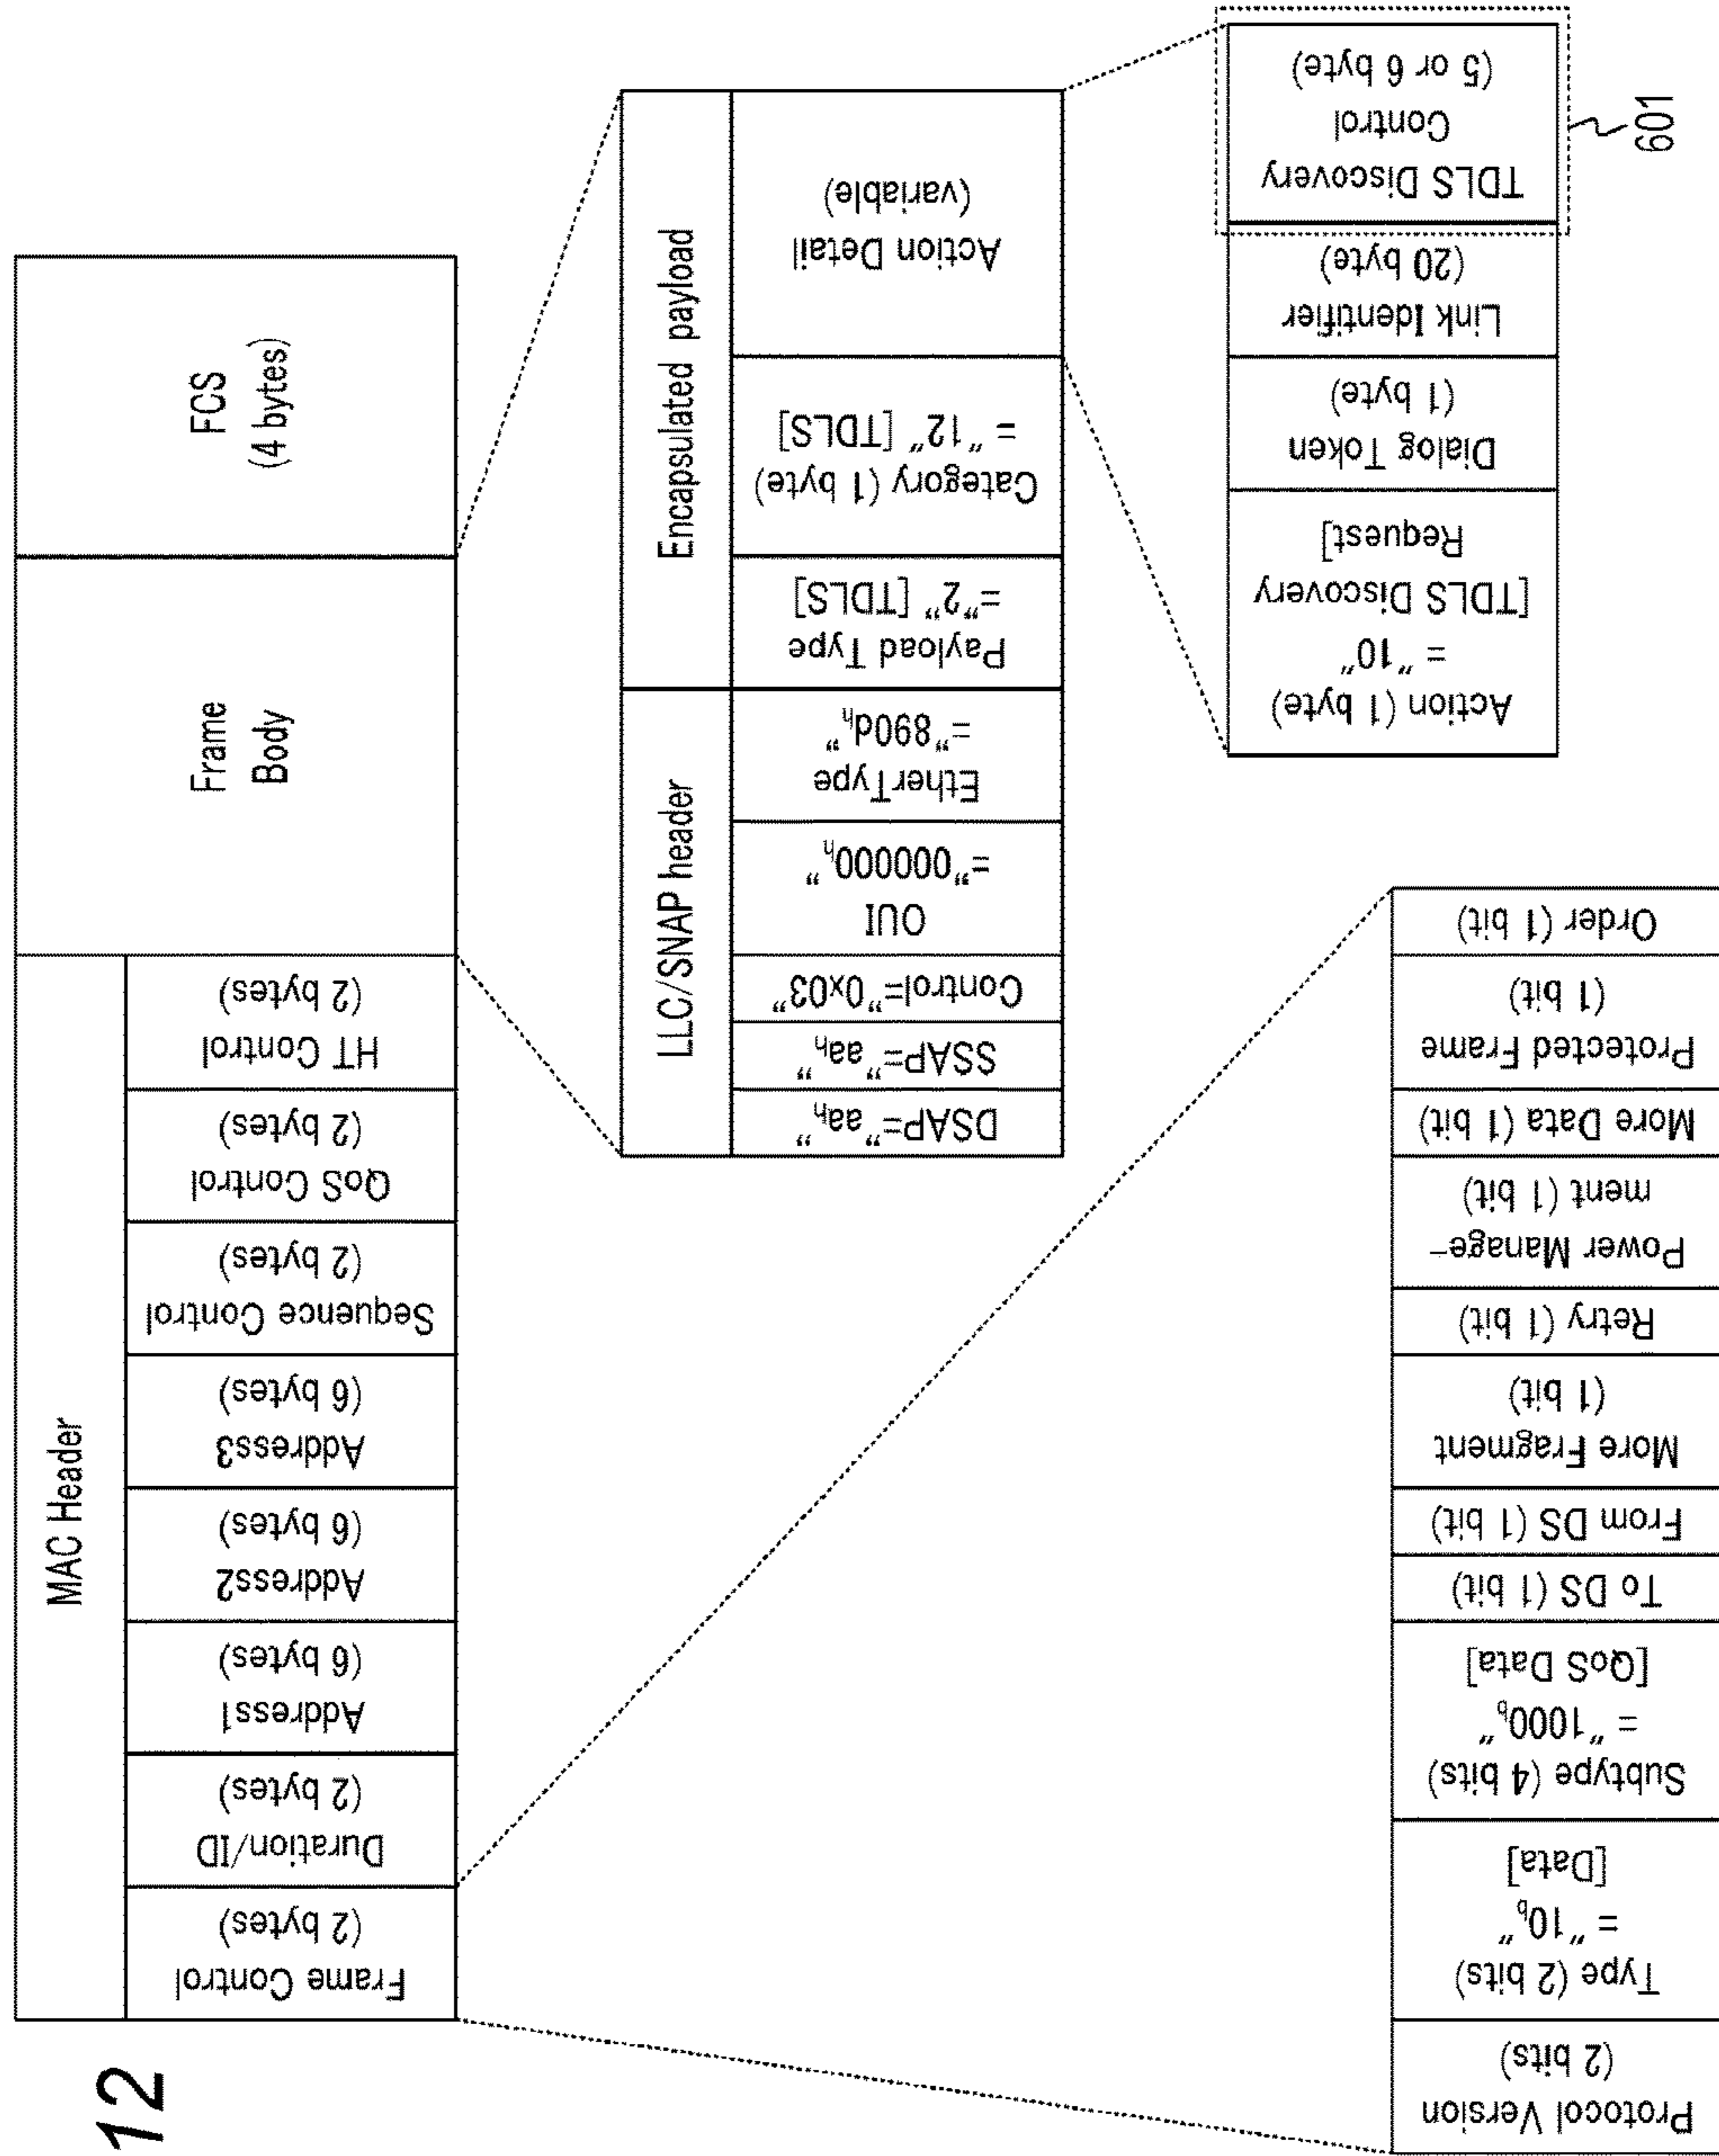 12
MAC Header
Frame
Body
FCS
(4 bytes)
Frame Control
(2 bytes)
Duration/ID
(2 bytes)
Address1
(6 bytes)
Address2
(6 bytes)
Address3
(6 bytes)
Sequence Control
(2 bytes)
QoS Control
(2 bytes)
HT Control
(2 bytes)
LLC/SNAP header
Encapsulated payload
DSAP="aah"
SSAP="aah"
Control="0x03"
OUI
="000000h"
EtherType
="890dh"
Payload Type
="2" [TDLS]
Category (1 byte)
= "12" [TDLS]
Action Detail
(variable)
Action (1 byte)
= "10"
[TDLS Discovery
Request]
Dialog Token
(1 byte)
Link Identifier
(20 byte)
TDLS Discovery
Control
(5 or 6 byte)
601
Protocol Version
(2 bits)
Type (2 bits)
= "10b"
[Data]
Subtype (4 bits)
= "1000b"
[QoS Data]
To DS (1 bit)
From DS (1 bit)
More Fragment
(1 bit)
Retry (1 bit)
Power Manage-
ment (1 bit)
More Data (1 bit)
Protected Frame
(1 bit)
Order (1 bit)